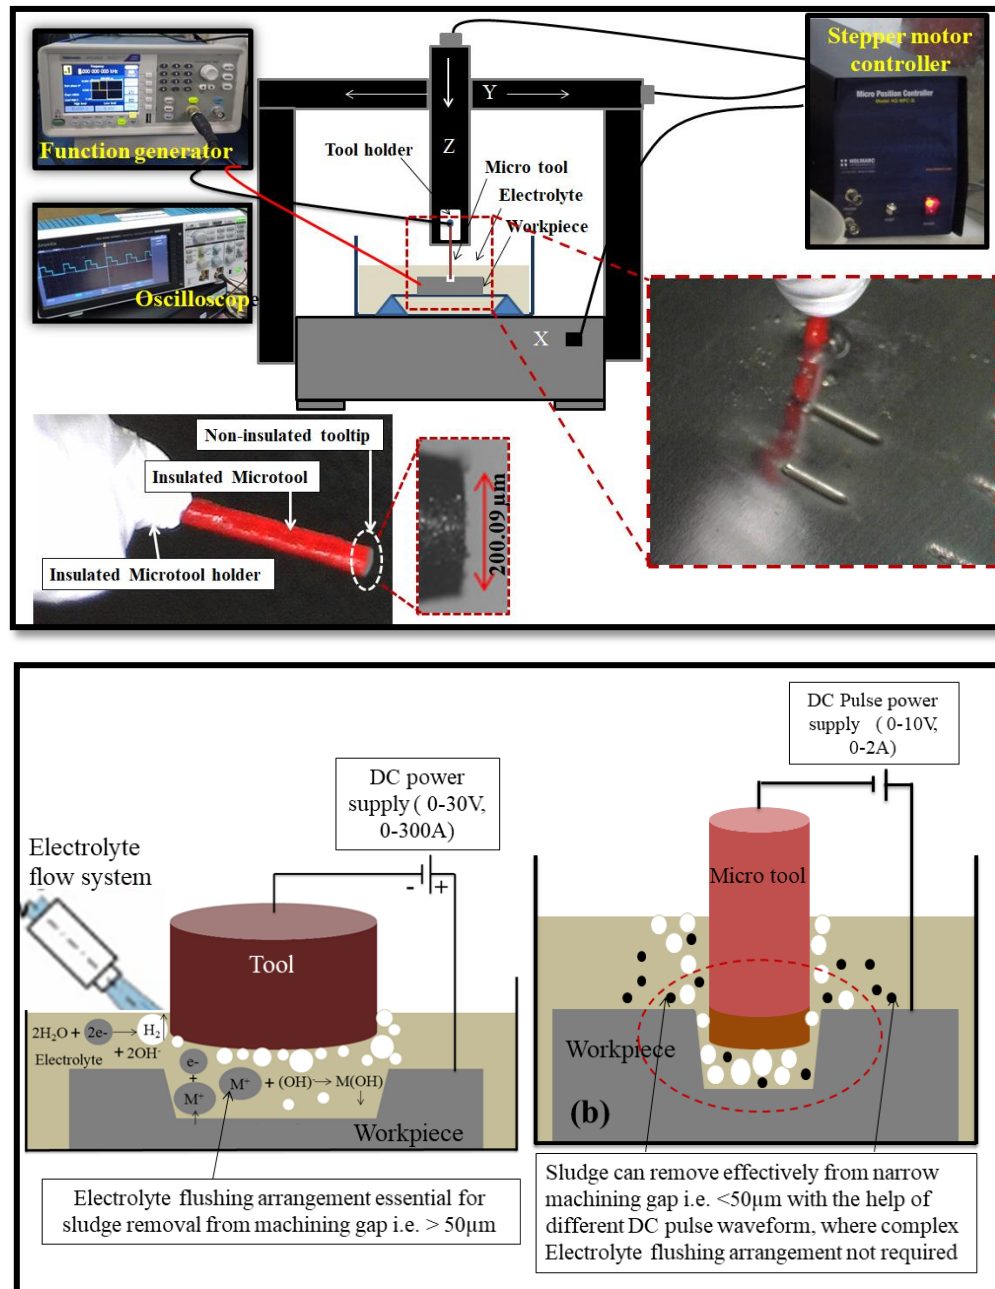 Function generator
Oscilloscope
Stepper motor
controller
Micro Position Controller
HOLMARC
Y
Z
X
Tool holder
Micro tool
Electrolyte
Workpiece
Non-insulated tooltip
Insulated Microtool
Insulated Microtool holder
200.09 μm
DC power
supply ( 0-30V,
0-300A)
Electrolyte
flow system
- +
Tool
2H2O + 2e- → H2 ↑
+ 2OH-
Electrolyte
e-
+
M+
↑
M+ + (OH)- → M(OH)
↓
Workpiece
Electrolyte flushing arrangement essential for
sludge removal from machining gap i.e. > 50μm
DC Pulse power
supply ( 0-10V,
0-2A)
Micro tool
Workpiece
(b)
Sludge can remove effectively from narrow
machining gap i.e. <50μm with the help of
different DC pulse waveform, where complex
Electrolyte flushing arrangement not required